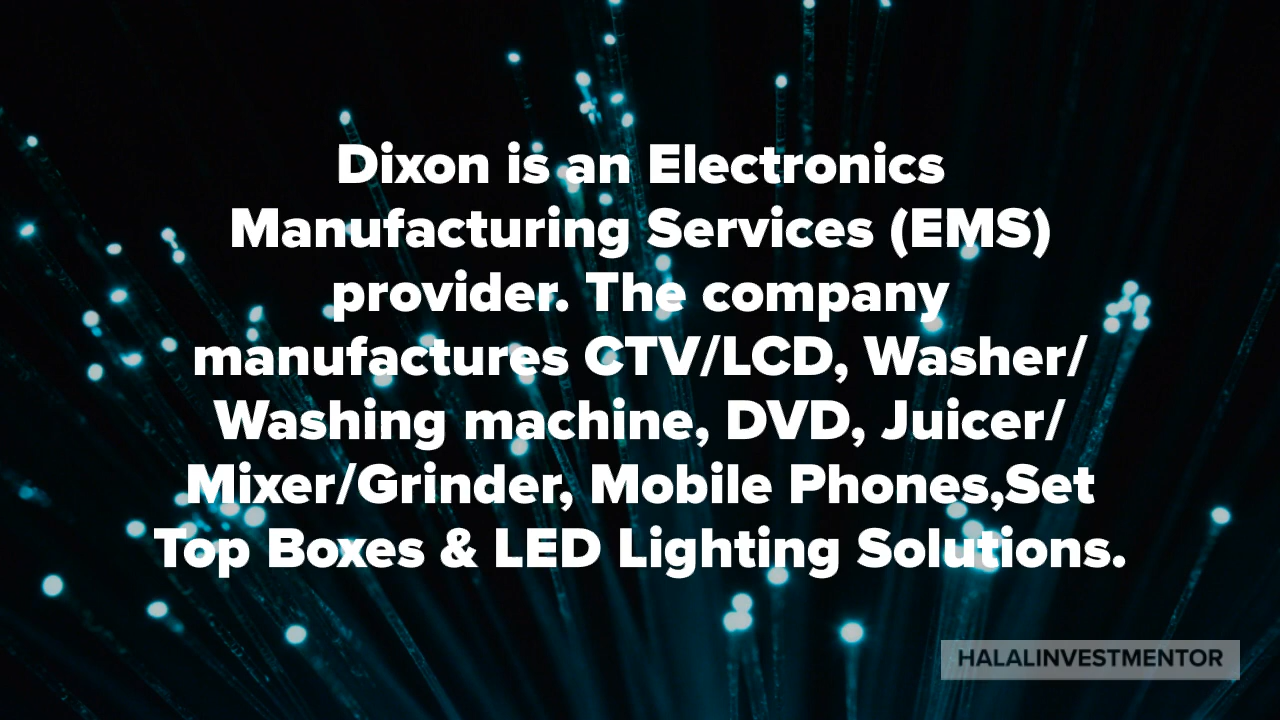 Dixon is an Electronics
Manufacturing Services (EMS)
provider. The company
manufactures CTV/LCD, Washer/
Washing machine, DVD, Juicer/
Mixer/Grinder, Mobile Phones,Set
Top Boxes & LED Lighting Solutions.
HALALINVESTMENTOR